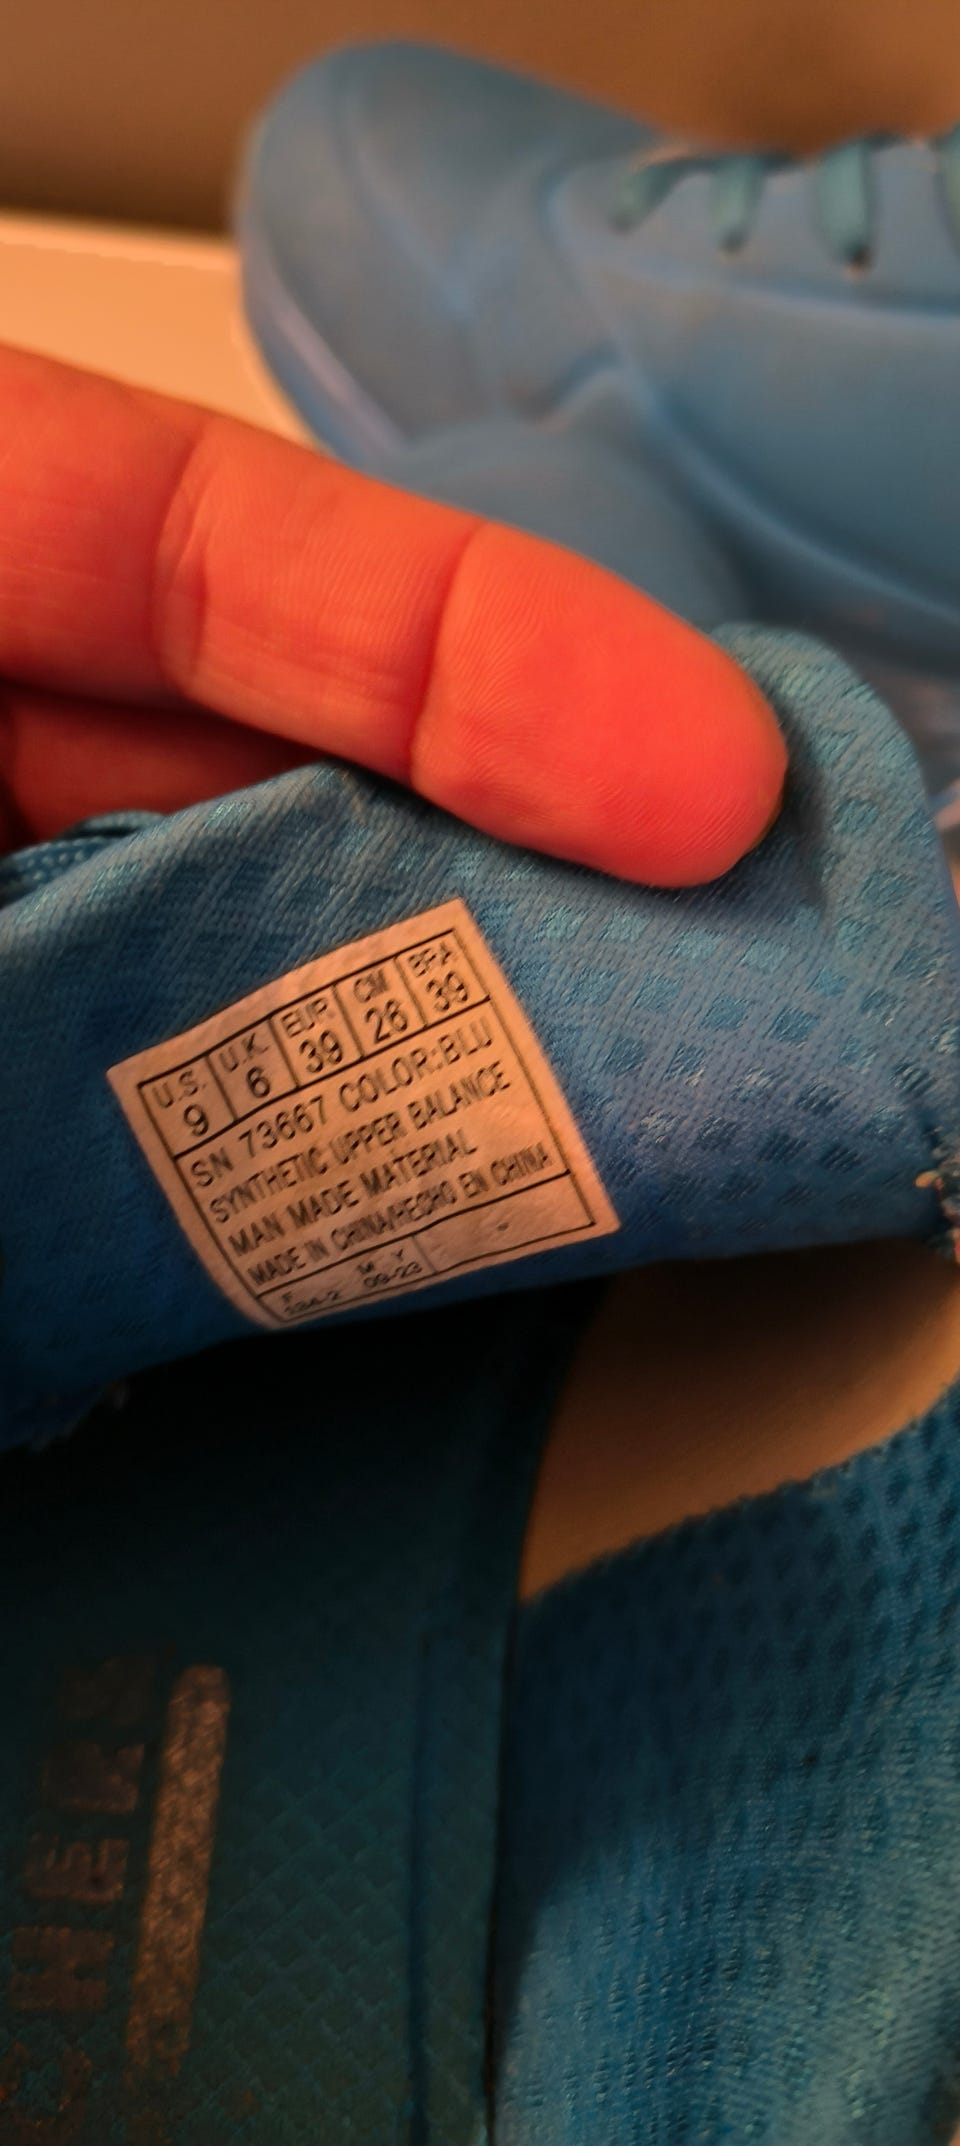 U.S. U.K. EUR CM BRA
9 6 39 26 39
SN 73667 COLOR:BLU
SYNTHETIC UPPER BALANCE
MAN MADE MATERIAL
MADE IN CHINA/HECHO EN CHINA
F M Y
09-23
HERS